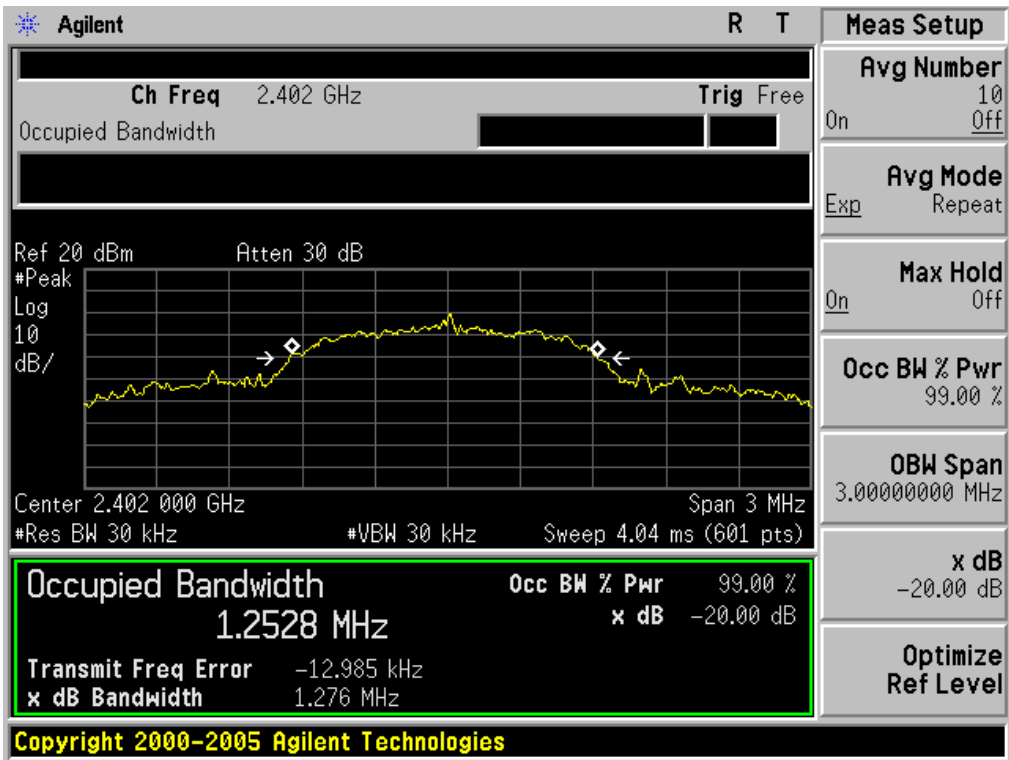 Agilent R T
Ch Freq 2.402 GHz Trig Free
Occupied Bandwidth
Ref 20 dBm Atten 30 dB
#Peak
Log
10
dB/
Center 2.402 000 GHz Span 3 MHz
#Res BW 30 kHz #VBW 30 kHz Sweep 4.04 ms (601 pts)
Occupied Bandwidth Occ BW % Pwr 99.00 %
1.2528 MHz x dB -20.00 dB
Transmit Freq Error -12.985 kHz
x dB Bandwidth 1.276 MHz
Copyright 2000-2005 Agilent Technologies
Meas Setup
Avg Number
10
On Off
Avg Mode
Exp Repeat
Max Hold
On Off
Occ BW % Pwr
99.00 %
OBW Span
3.00000000 MHz
x dB
-20.00 dB
Optimize
Ref Level